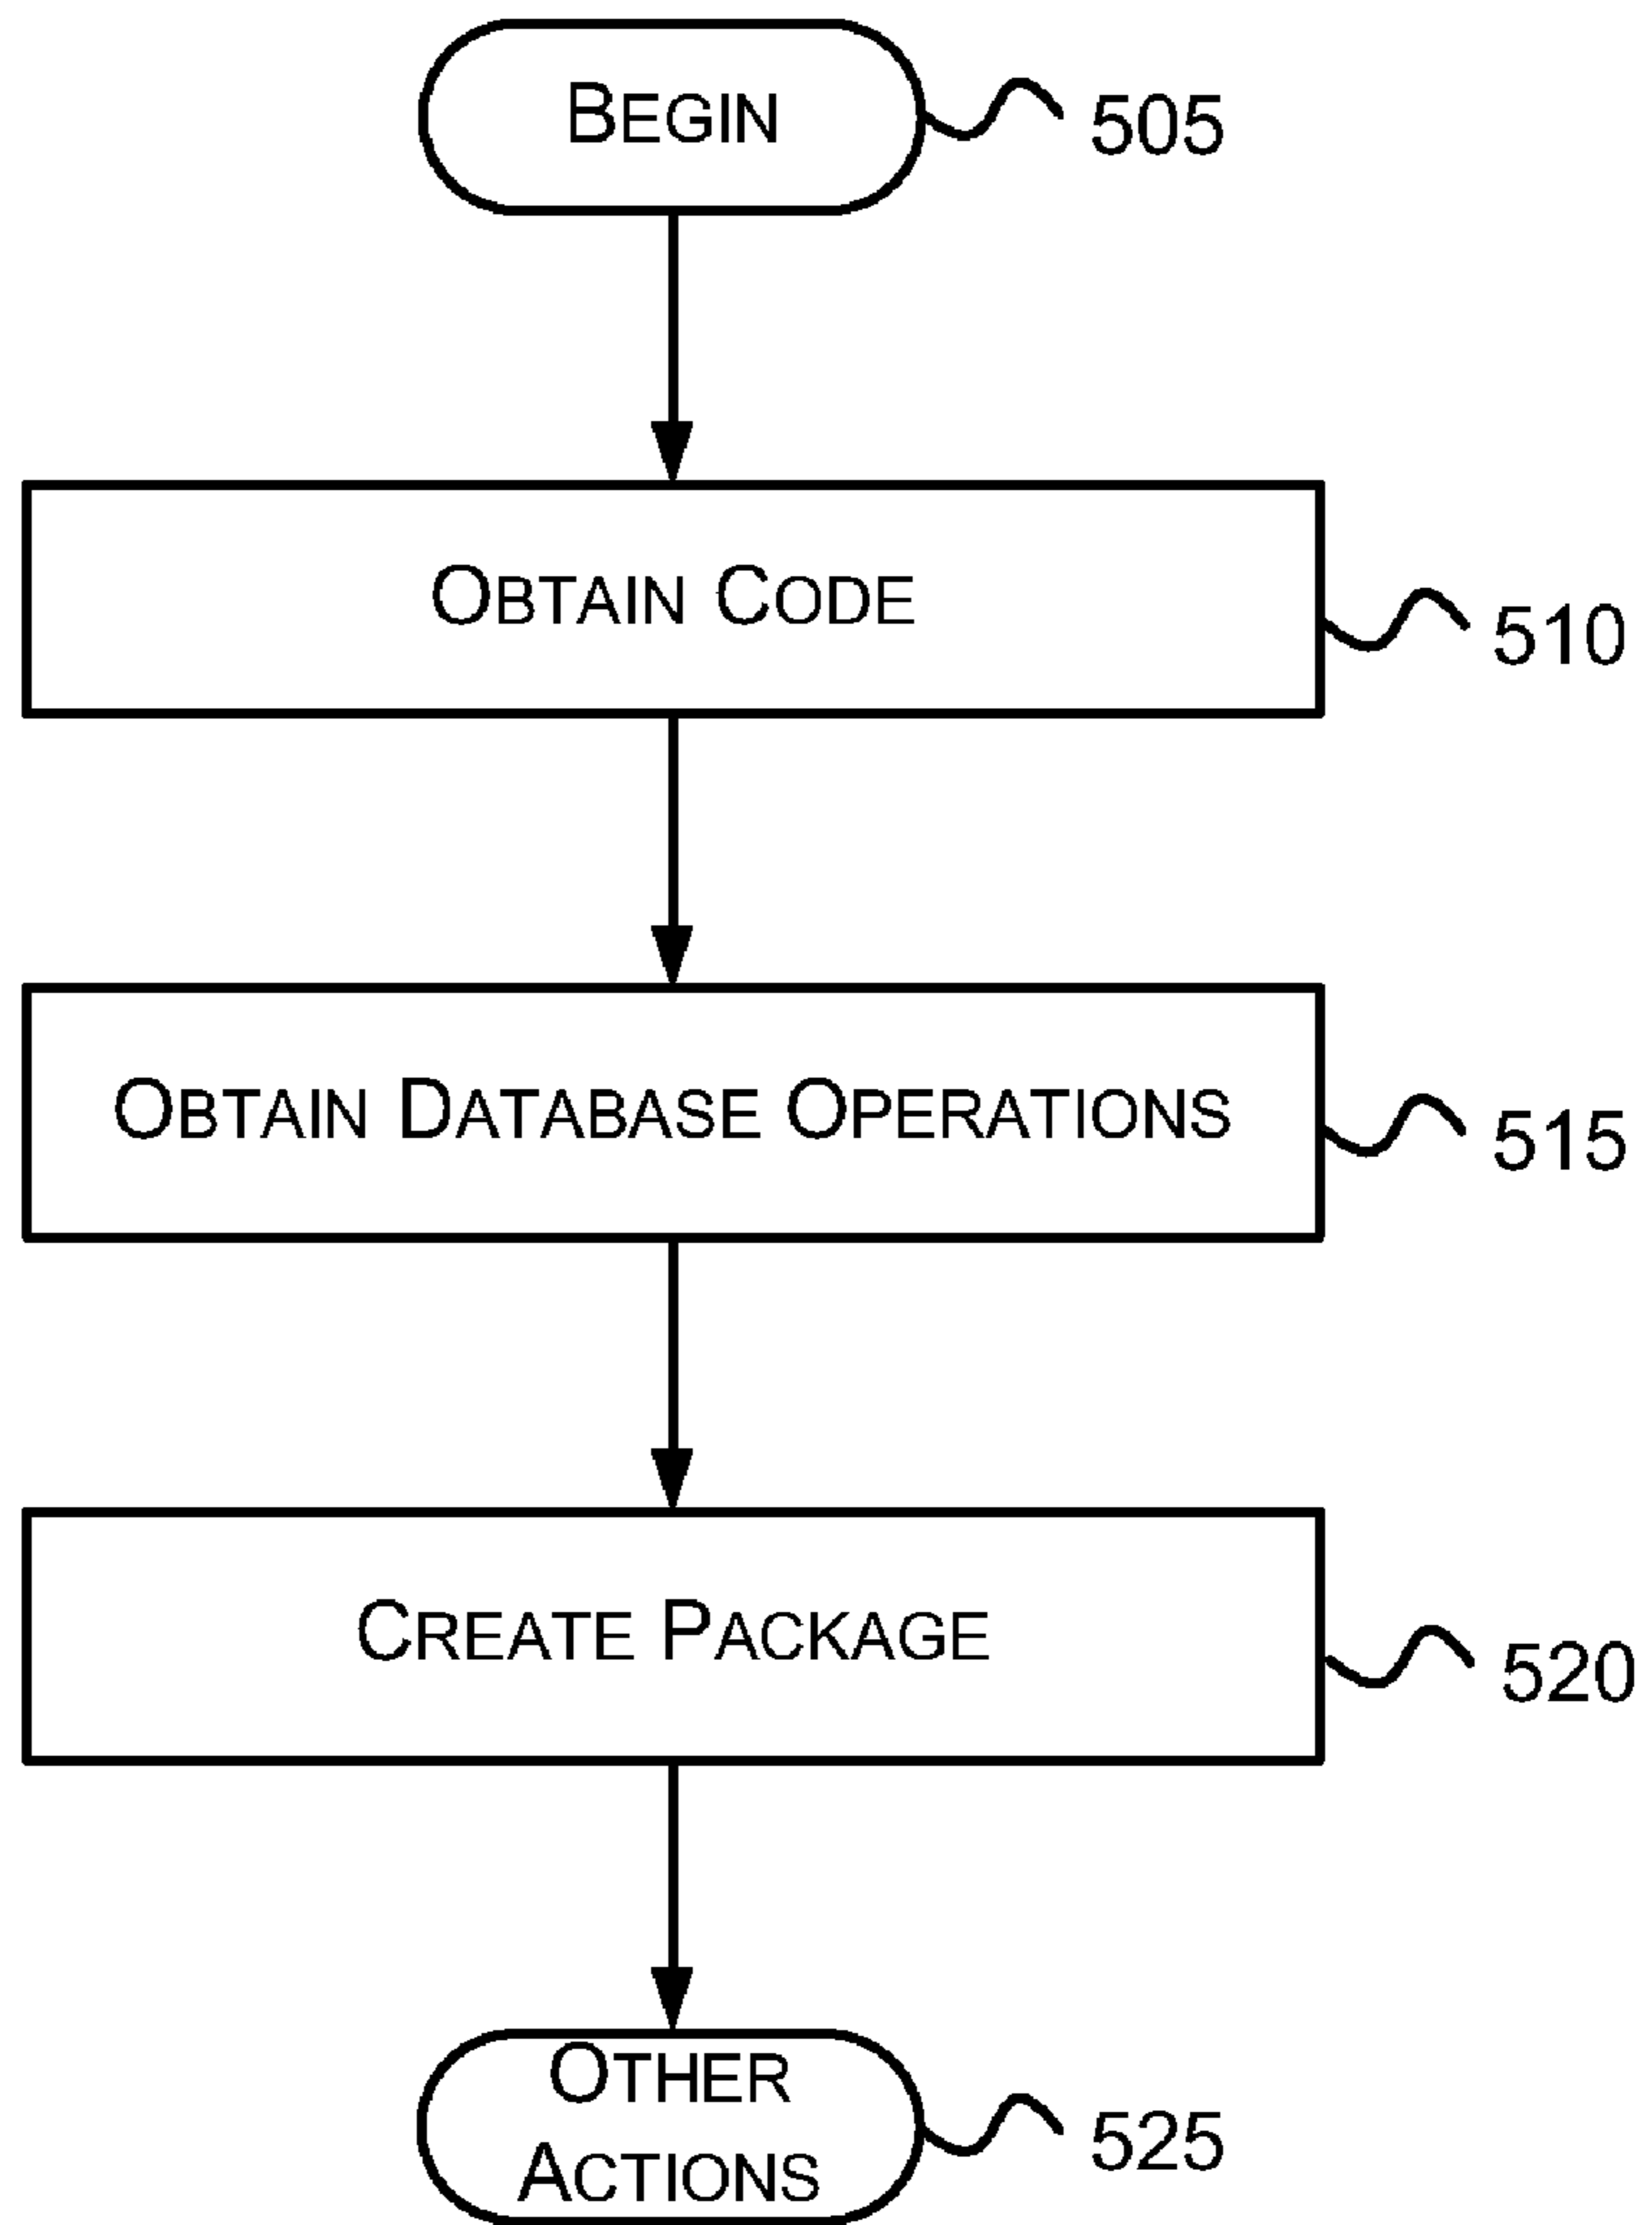 BEGIN
505
OBTAIN CODE
510
OBTAIN DATABASE OPERATIONS
515
CREATE PACKAGE
520
OTHER
ACTIONS
525